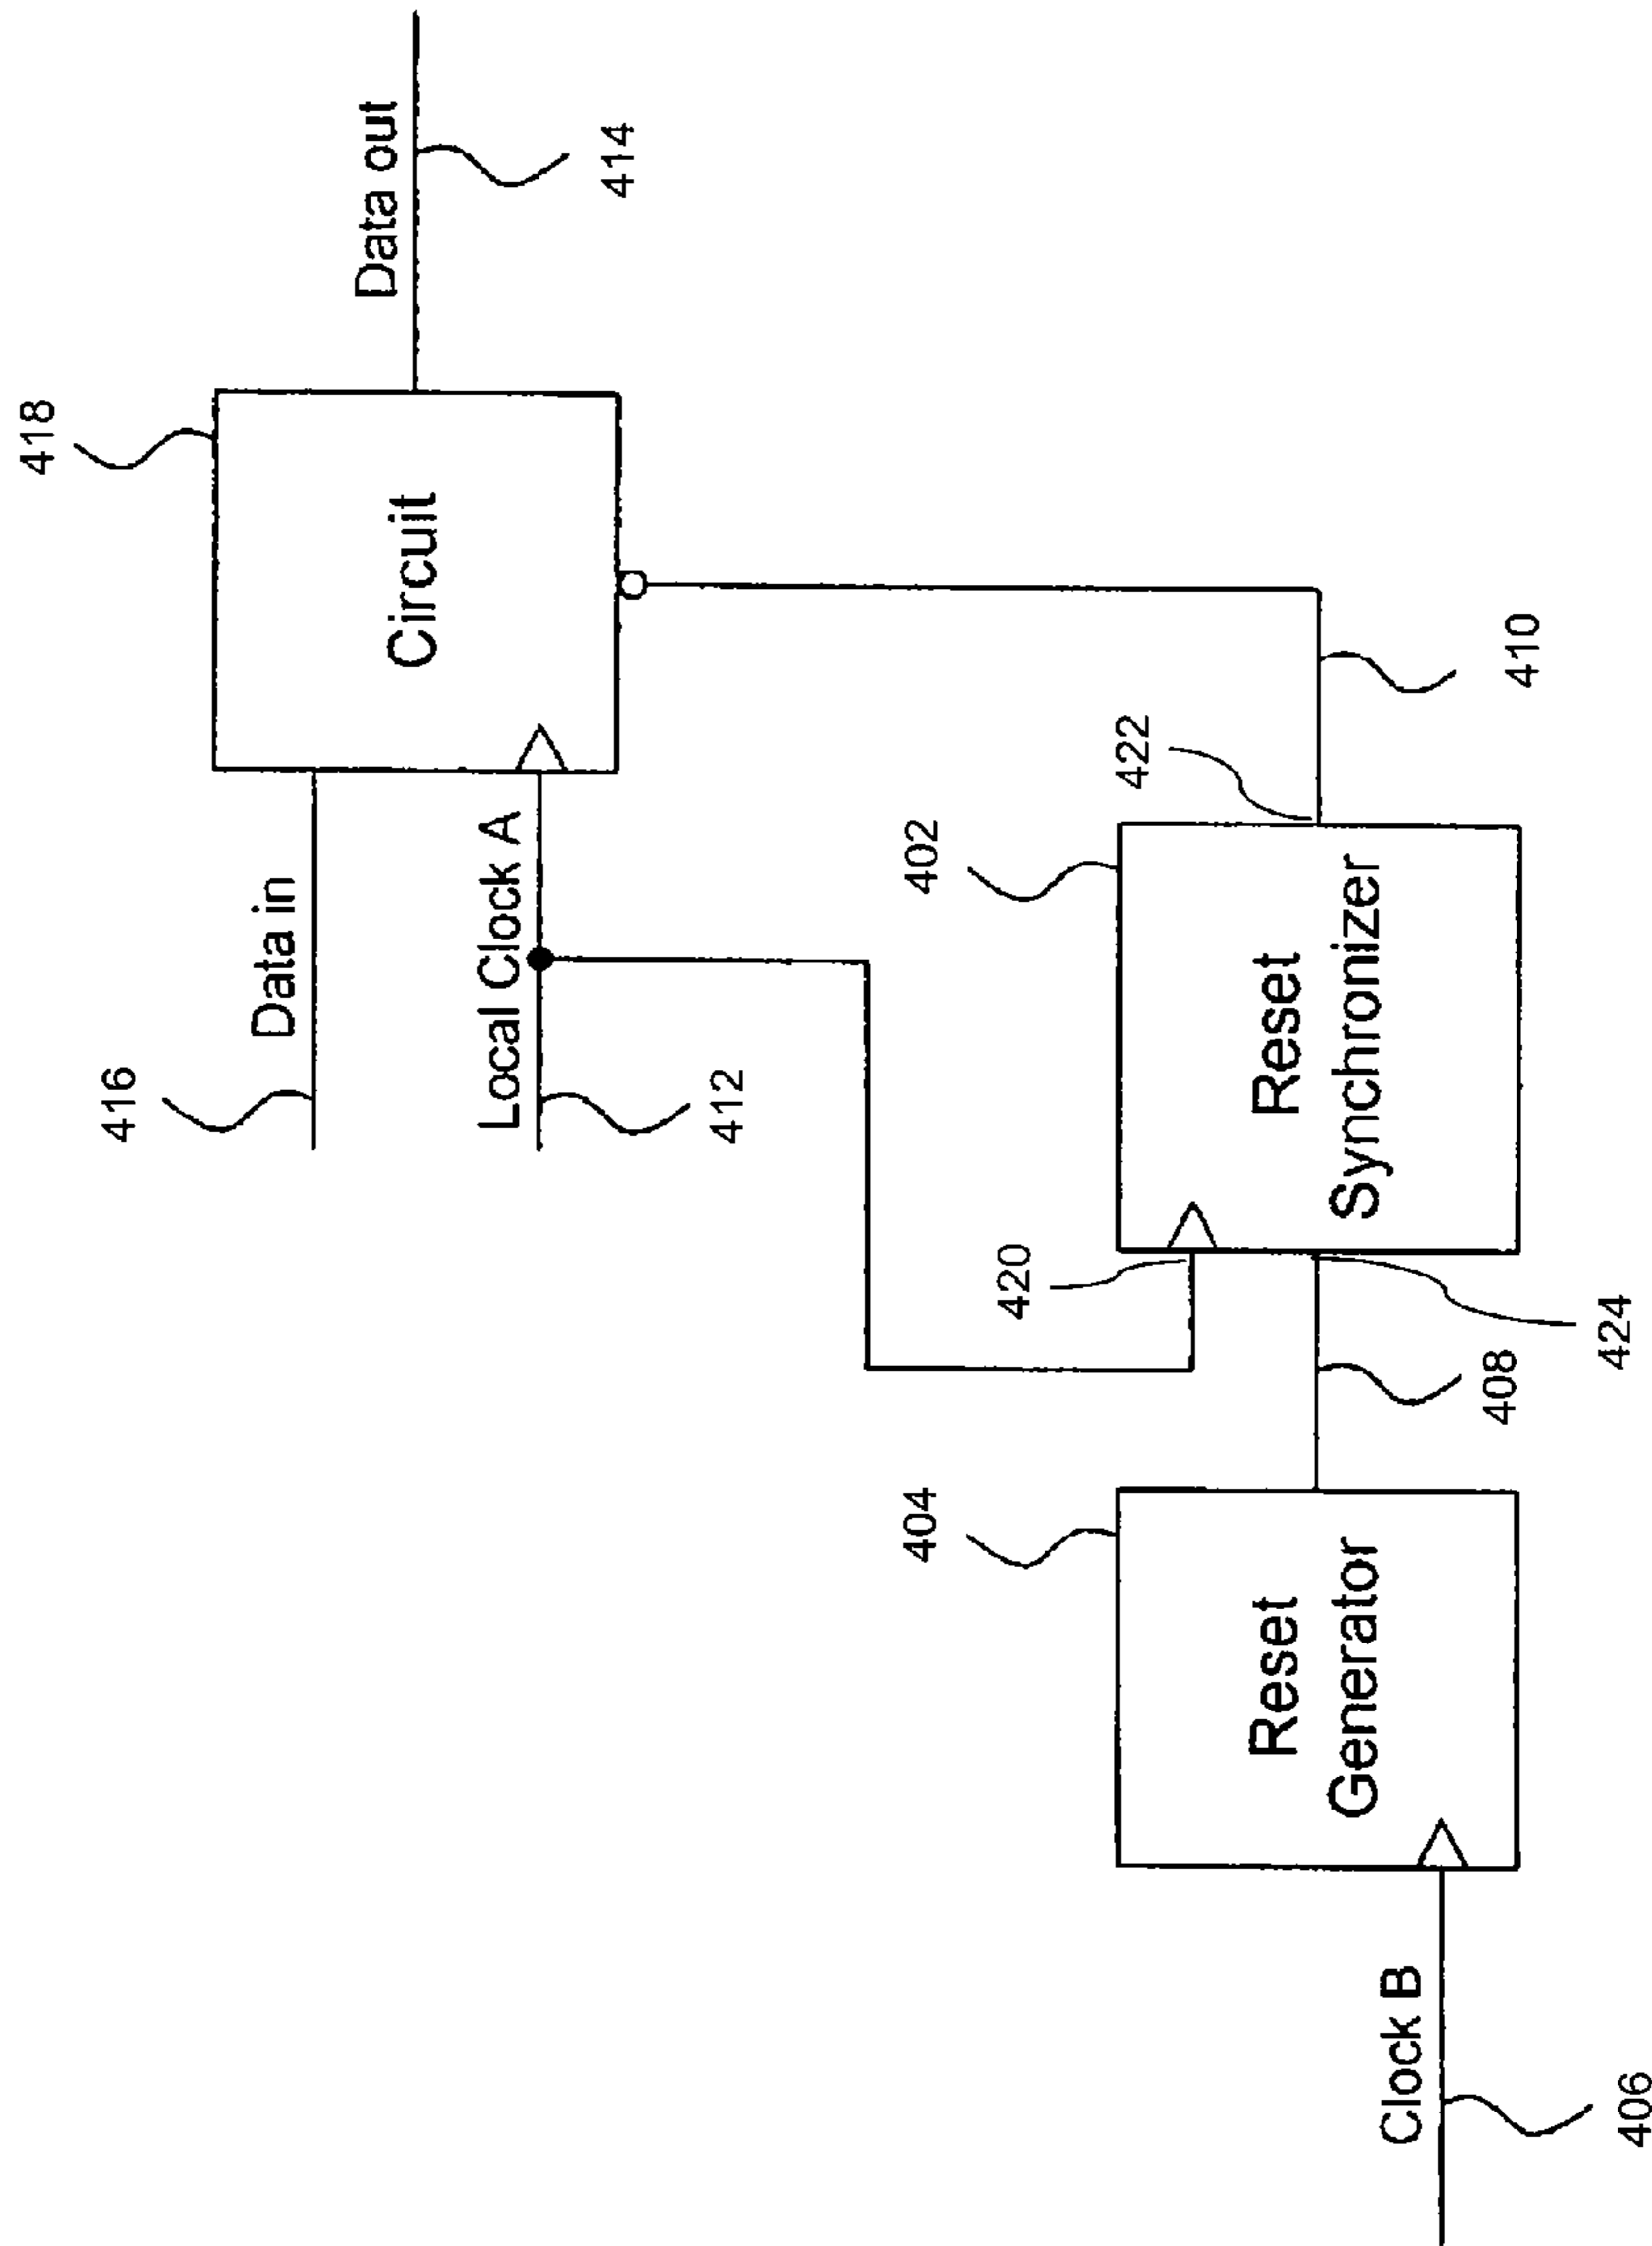 418
Data out
414
Circuit
416
Data in
Local Clock A
412
410
422
402
Reset
Synchronizer
420
424
408
404
Reset
Generator
Clock B
406